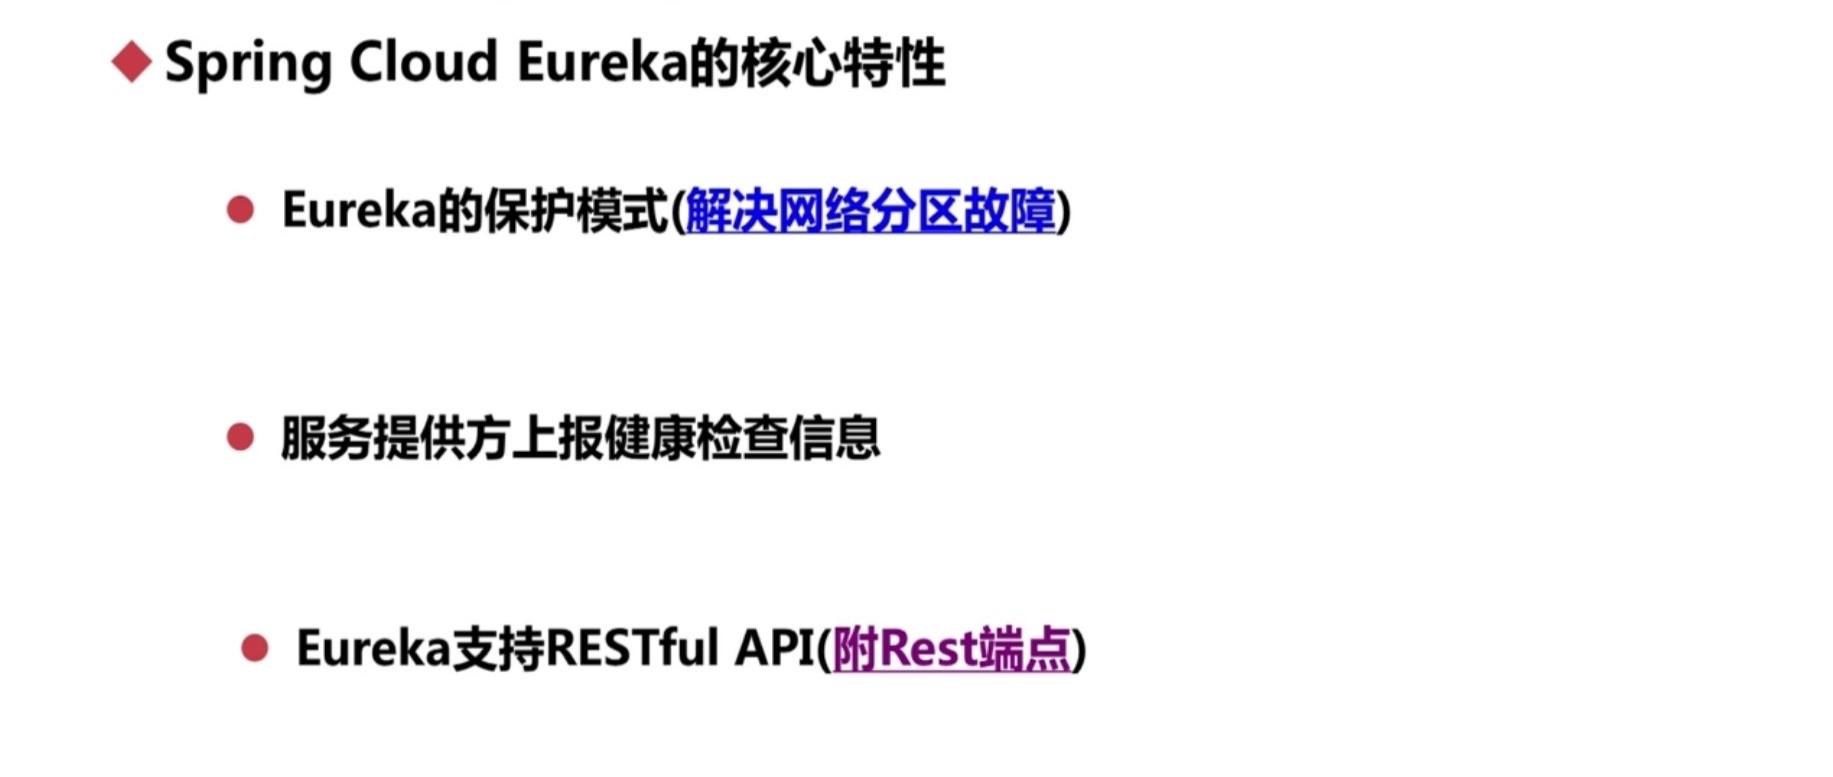 Spring Cloud Eureka的核心特性
Eureka的保护模式(解决网络分区故障)
服务提供方上报健康检查信息
Eureka支持RESTful API(附Rest端点)